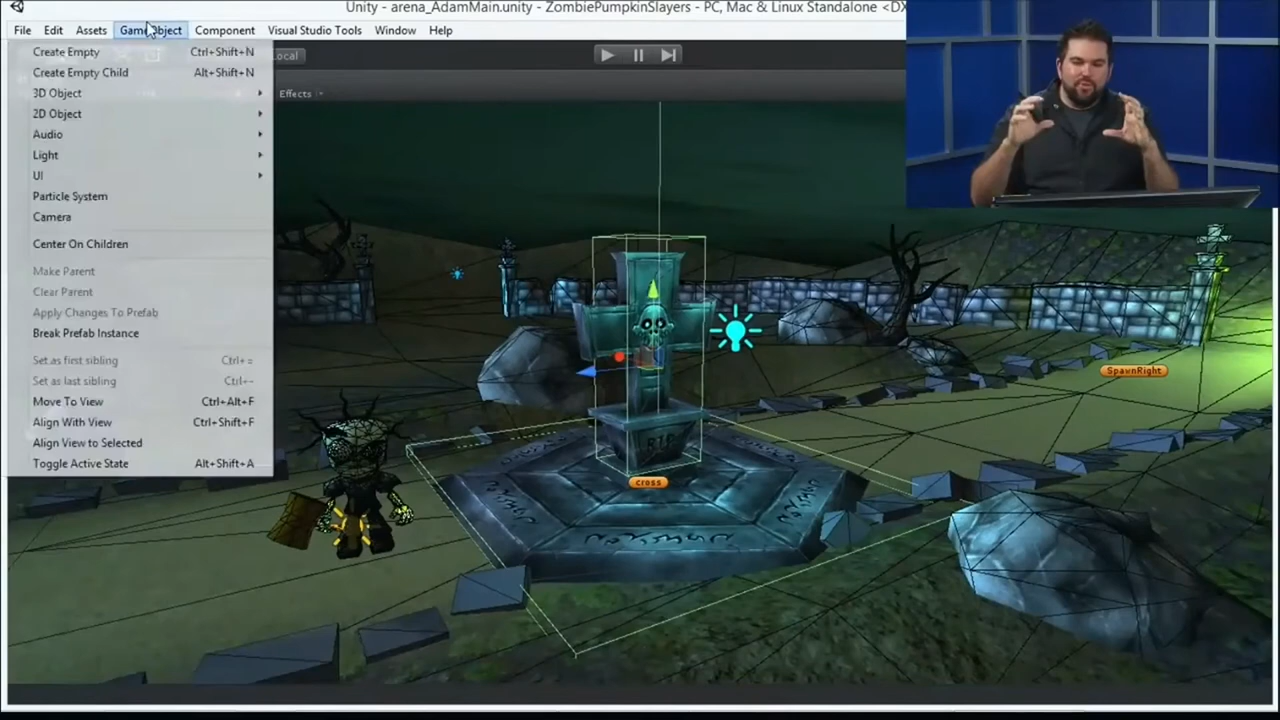 Unity - arena_AdamMain.unity - ZombiePumpkinSlayers - PC, Mac & Linux Standalone <DX
File Edit Assets GameObject Component Visual Studio Tools Window Help
Create Empty Ctrl+Shift+N
Local
Create Empty Child Alt+Shift+N
3D Object
Effects
2D Object
Audio
Light
UI
Particle System
Camera
Center On Children
Make Parent
Clear Parent
Apply Changes To Prefab
Break Prefab Instance
Set as first sibling Ctrl+=
Set as last sibling Ctrl+-
Move To View Ctrl+Alt+F
Align With View Ctrl+Shift+F
Align View to Selected
Toggle Active State Alt+Shift+A
SpawnRight
RIP
cross